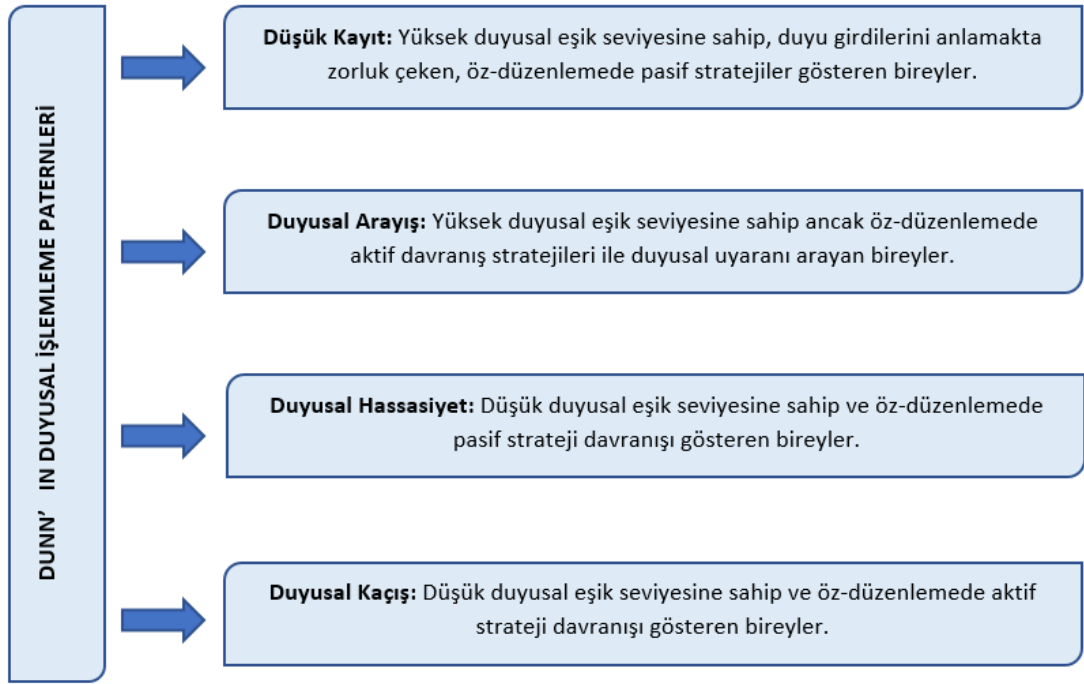 DUNN’ IN DUYUSAL İŞLEMLEME PATERNLERİ
Düşük Kayıt: Yüksek duyusal eşik seviyesine sahip, duyu girdilerini anlamakta
zorluk çeken, öz-düzenlemede pasif stratejiler gösteren bireyler.
Duyusal Arayış: Yüksek duyusal eşik seviyesine sahip ancak öz-düzenlemede
aktif davranış stratejileri ile duyusal uyaranı arayan bireyler.
Duyusal Hassasiyet: Düşük duyusal eşik seviyesine sahip ve öz-düzenlemede
pasif strateji davranışı gösteren bireyler.
Duyusal Kaçış: Düşük duyusal eşik seviyesine sahip ve öz-düzenlemede aktif
strateji davranışı gösteren bireyler.